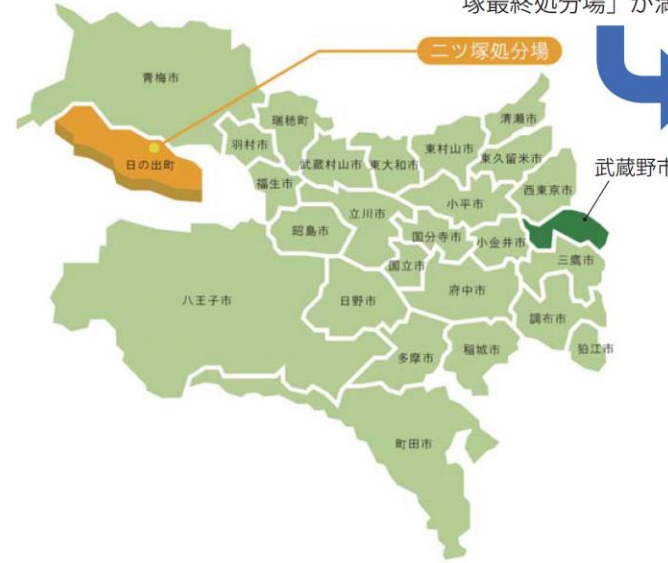 塚最終処分場」が満
二ツ塚処分場
青梅市
瑞穂町
清瀬市
羽村市
日の出町
武蔵村山市
東大和市
東村山市
東久留米市
武蔵野市
福生市
西東京市
小平市
立川市
昭島市
国分寺市
小金井市
三鷹市
国立市
八王子市
日野市
府中市
調布市
多摩市
稲城市
狛江市
町田市